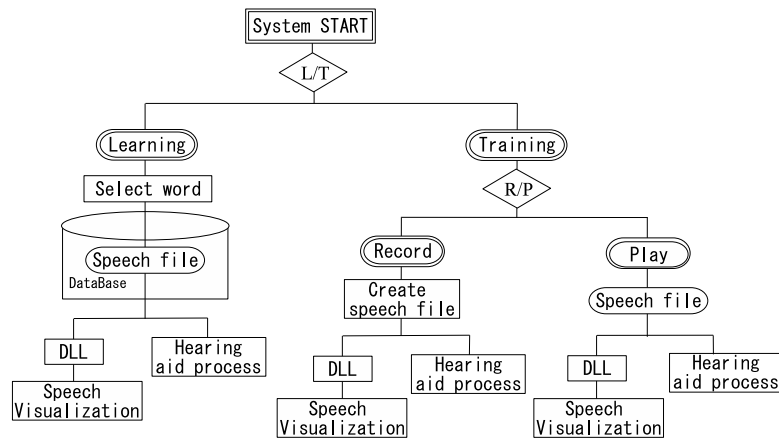 System START
L/T
Learning
Training
Select word
R/P
Speech file
DataBase
Record
Play
Create
speech file
Speech file
DLL
Hearing
aid process
Speech
Visualization
DLL
Hearing
aid process
Speech
Visualization
DLL
Hearing
aid process
Speech
Visualization